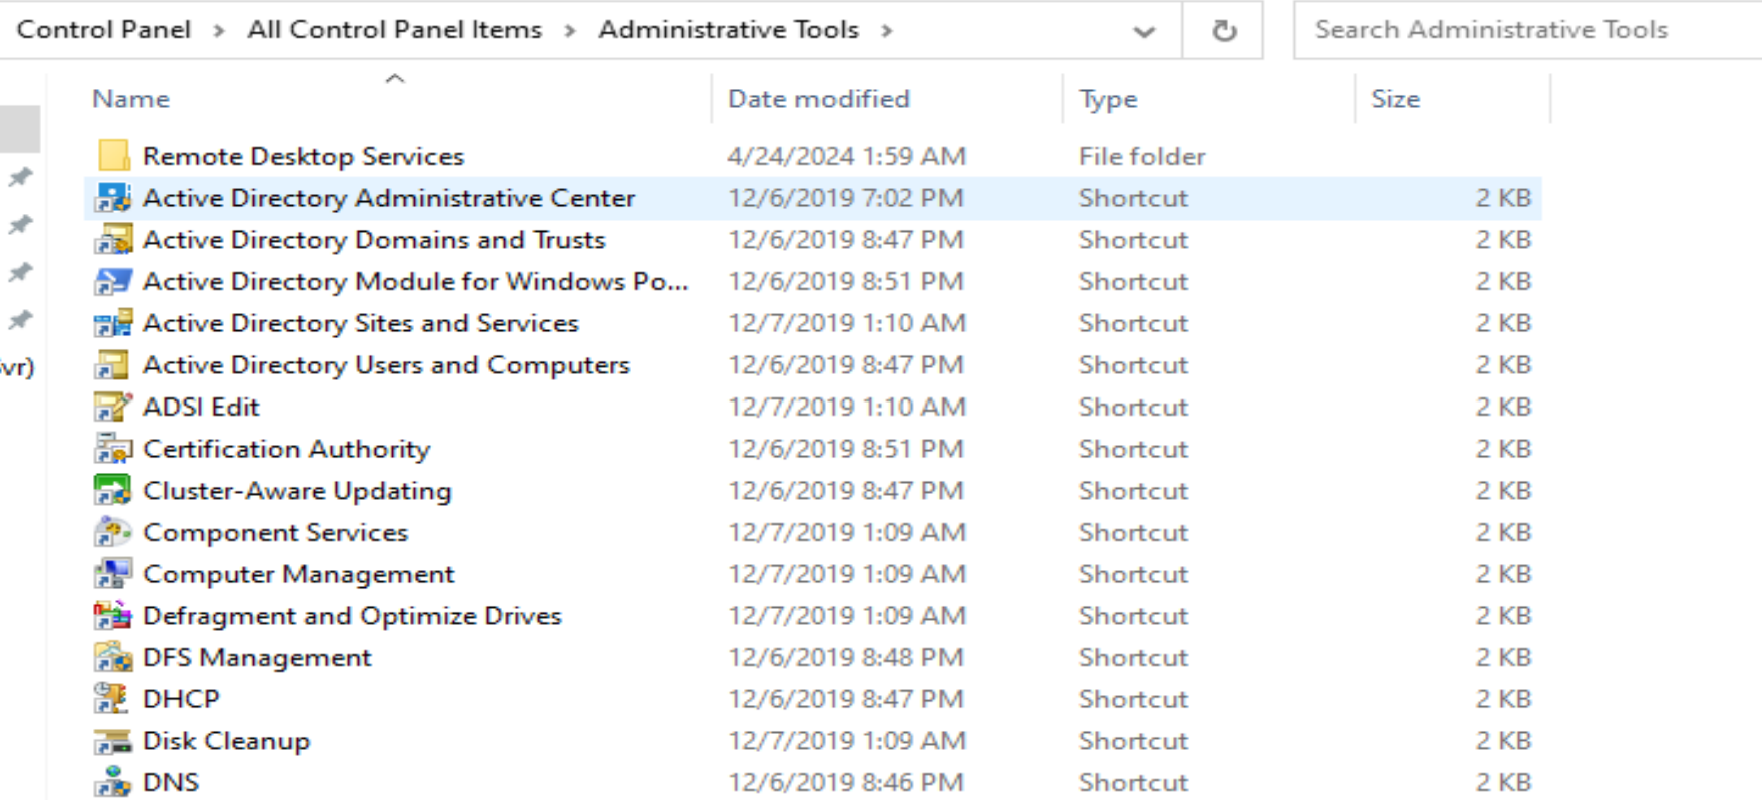 Control Panel > All Control Panel Items > Administrative Tools > Search Administrative Tools
Name Date modified Type Size
Remote Desktop Services 4/24/2024 1:59 AM File folder
Active Directory Administrative Center 12/6/2019 7:02 PM Shortcut 2 KB
Active Directory Domains and Trusts 12/6/2019 8:47 PM Shortcut 2 KB
Active Directory Module for Windows Po... 12/6/2019 8:51 PM Shortcut 2 KB
Active Directory Sites and Services 12/7/2019 1:10 AM Shortcut 2 KB
vr) Active Directory Users and Computers 12/6/2019 8:47 PM Shortcut 2 KB
ADSI Edit 12/7/2019 1:10 AM Shortcut 2 KB
Certification Authority 12/6/2019 8:51 PM Shortcut 2 KB
Cluster-Aware Updating 12/6/2019 8:47 PM Shortcut 2 KB
Component Services 12/7/2019 1:09 AM Shortcut 2 KB
Computer Management 12/7/2019 1:09 AM Shortcut 2 KB
Defragment and Optimize Drives 12/7/2019 1:09 AM Shortcut 2 KB
DFS Management 12/6/2019 8:48 PM Shortcut 2 KB
DHCP 12/6/2019 8:47 PM Shortcut 2 KB
Disk Cleanup 12/7/2019 1:09 AM Shortcut 2 KB
DNS 12/6/2019 8:46 PM Shortcut 2 KB